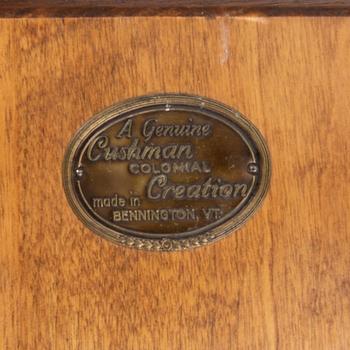 A Genuine
Cushman
COLONIAL
Creation
made in
BENNINGTON, VT.